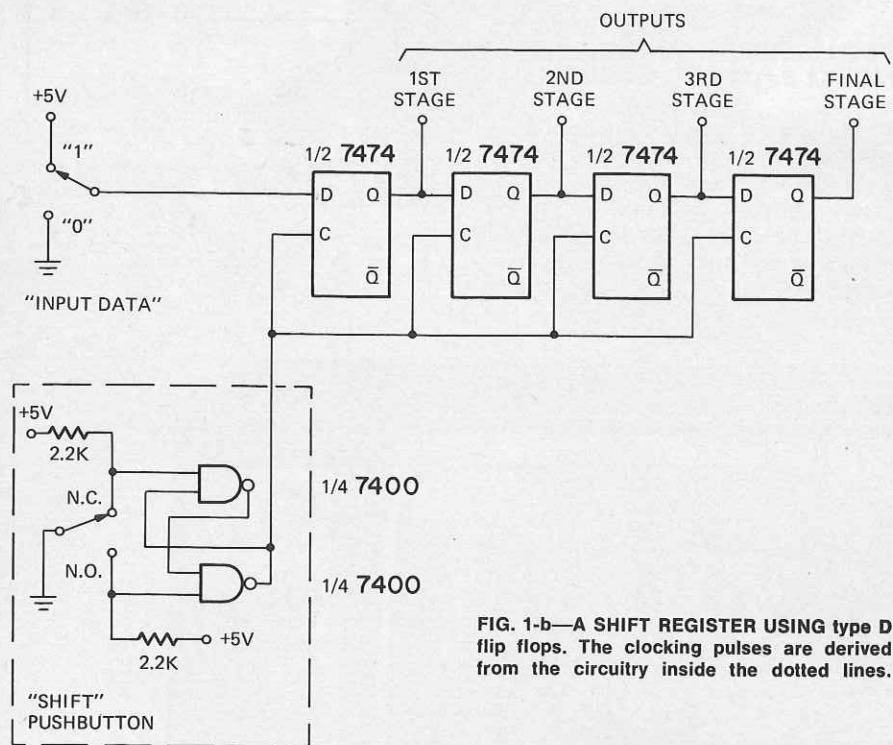 OUTPUTS
1ST STAGE
2ND STAGE
3RD STAGE
FINAL STAGE
+5V
"1"
"0"
"INPUT DATA"
1/2 7474
D Q
C
Q̅
1/2 7474
D Q
C
Q̅
1/2 7474
D Q
C
Q̅
1/2 7474
D Q
C
Q̅
+5V
2.2K
N.C.
N.O.
1/4 7400
1/4 7400
+5V
2.2K
"SHIFT"
PUSHBUTTON
FIG. 1-b—A SHIFT REGISTER USING type D
flip flops. The clocking pulses are derived
from the circuitry inside the dotted lines.